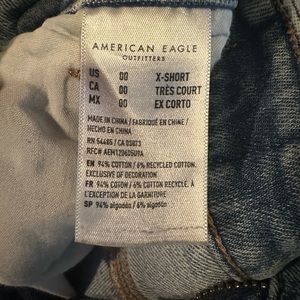 AMERICAN EAGLE
OUTFITTERS
US 00 X-SHORT
CA 00 TRÈS COURT
MX 00 EX CORTO
MADE IN CHINA / FABRIQUÉ EN CHINE /
HECHO EN CHINA
RN 54485 / CA 03873
RFC# AEM120605UPA
EN 94% COTTON / 6% RECYCLED COTTON.
EXCLUSIVE OF DECORATION
FR 94% COTON / 6% COTON RECYCLÉ. À
L'EXCEPTION DE LA GARNITURE
SP 94% algodón / 6% algodón